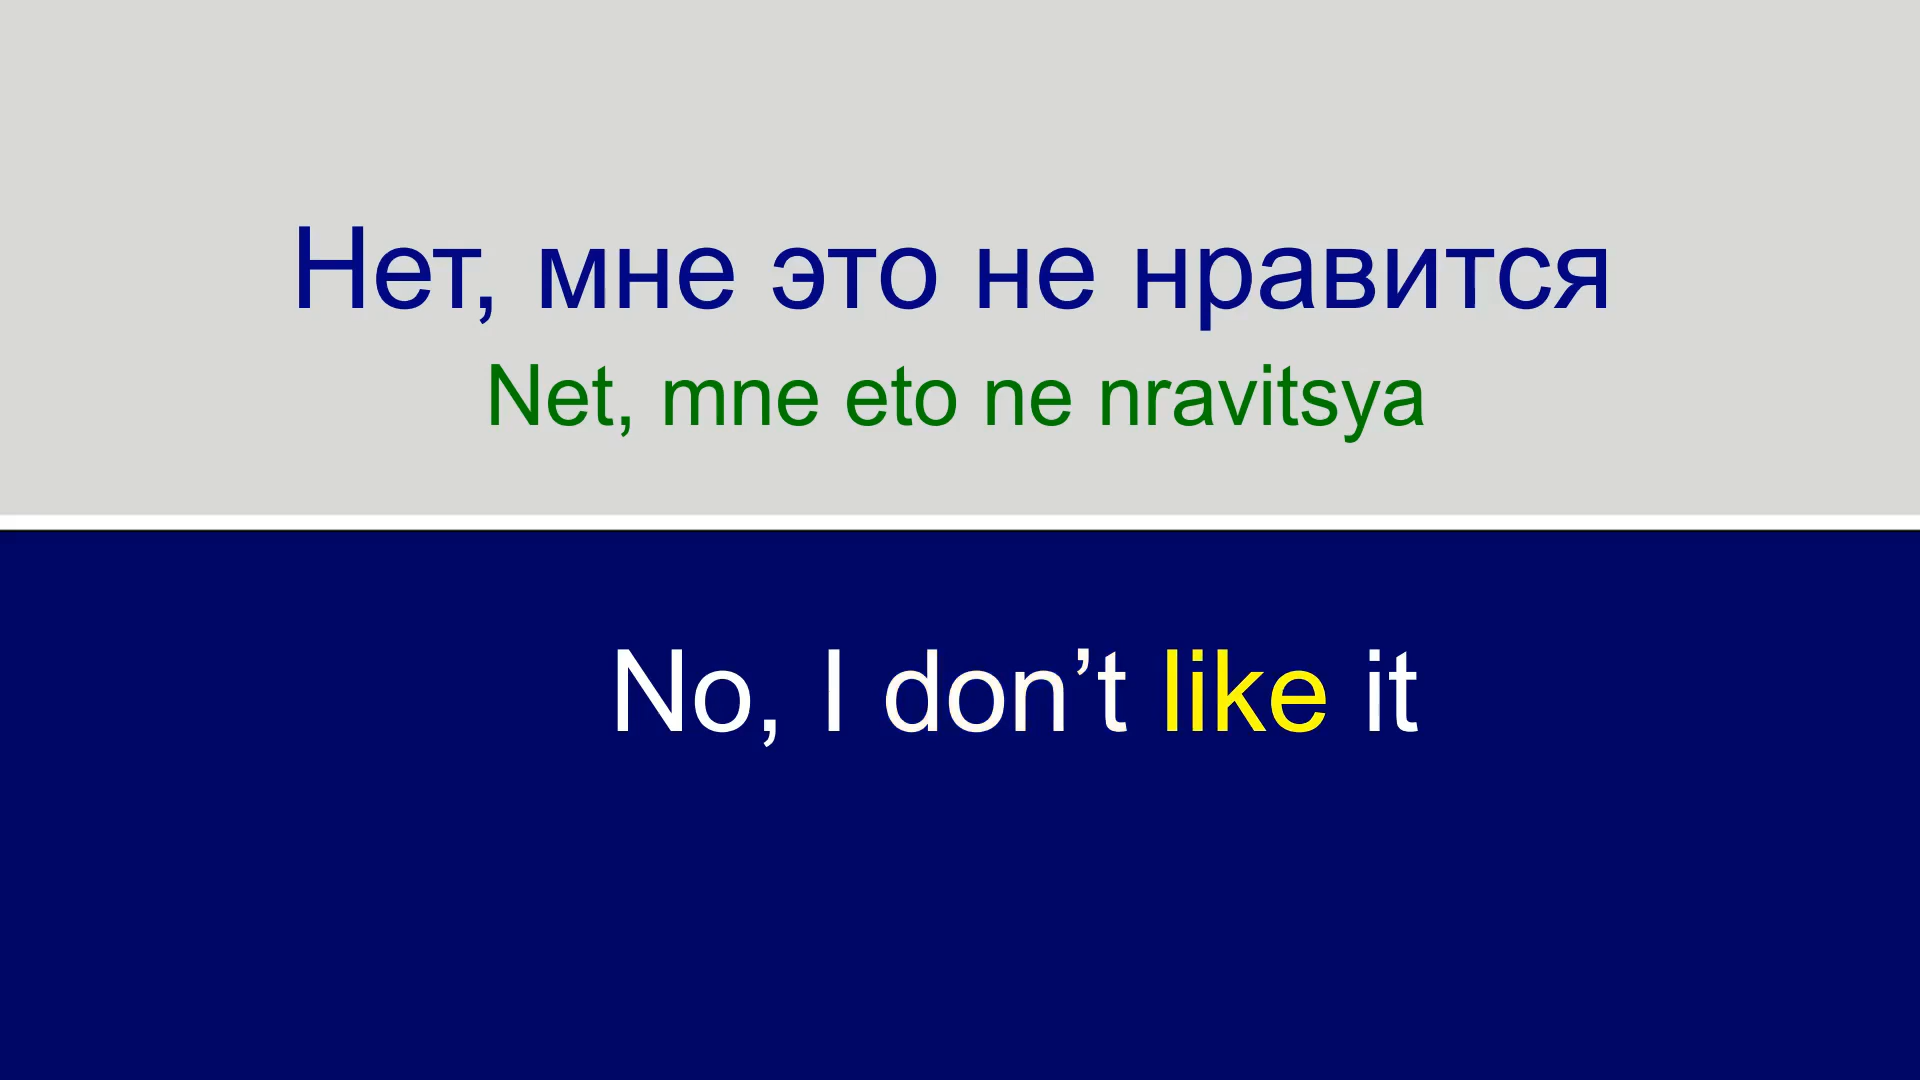 Нет, мне это не нравится
Net, mne eto ne nravitsya
No, I don’t like it